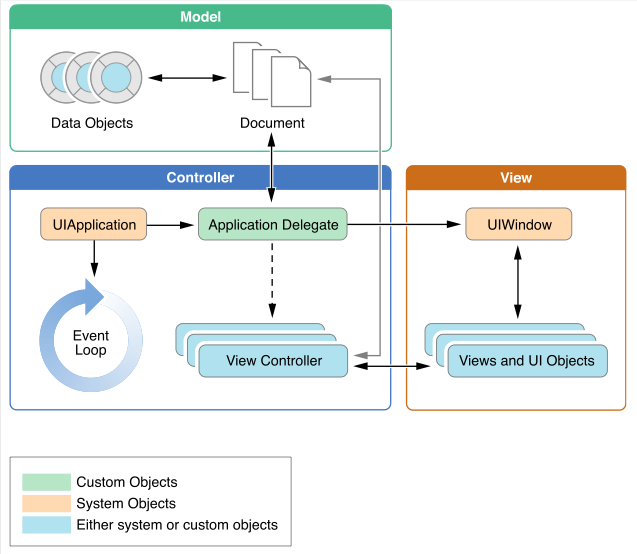 Model
Data Objects
Document
Controller
View
UIApplication
Application Delegate
UIWindow
Event
Loop
View Controller
Views and UI Objects
Custom Objects
System Objects
Either system or custom objects